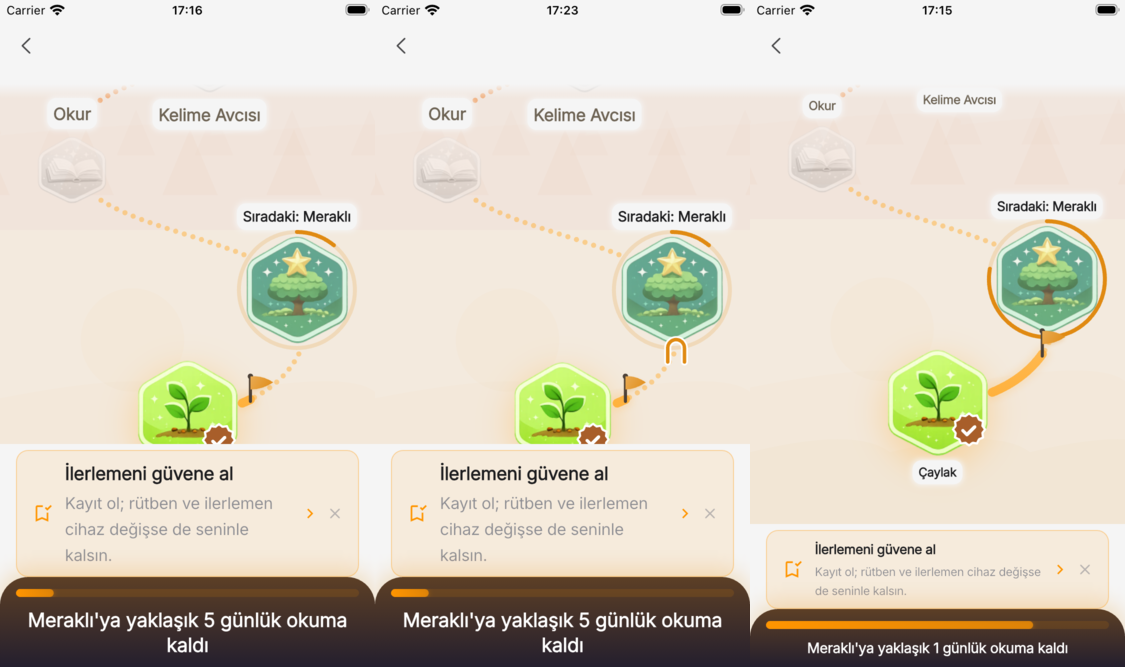 Carrier 17:16
Okur
Kelime Avcısı
Sıradaki: Meraklı
İlerlemeni güvene al
Kayıt ol; rütben ve ilerlemen
cihaz değişse de seninle
kalsın.
Meraklı'ya yaklaşık 5 günlük okuma
kaldı
Carrier 17:23
Okur
Kelime Avcısı
Sıradaki: Meraklı
İlerlemeni güvene al
Kayıt ol; rütben ve ilerlemen
cihaz değişse de seninle
kalsın.
Meraklı'ya yaklaşık 5 günlük okuma
kaldı
Carrier 17:15
Kelime Avcısı
Okur
Sıradaki: Meraklı
Çaylak
İlerlemeni güvene al
Kayıt ol; rütben ve ilerlemen cihaz değişse
de seninle kalsın.
Meraklı'ya yaklaşık 1 günlük okuma kaldı